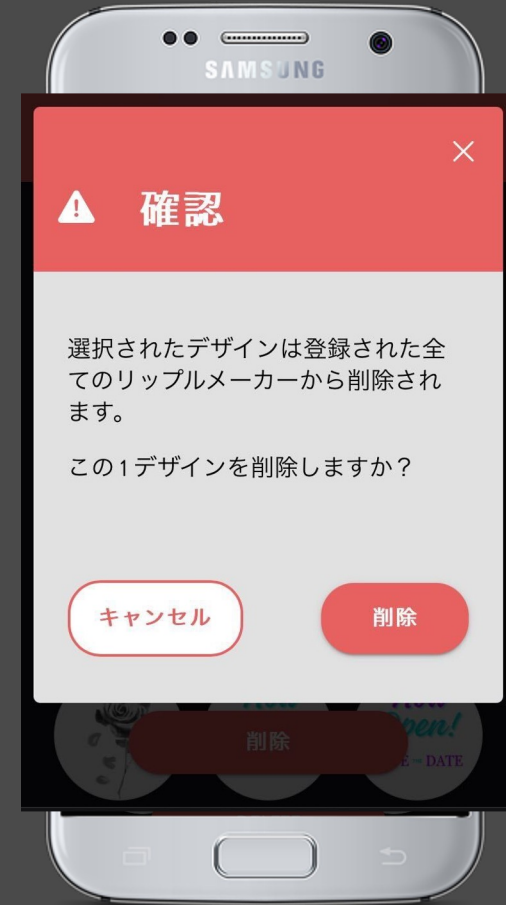 SAMSUNG
確認
選択されたデザインは登録された全
てのリップルメーカーから削除され
ます。
この1デザインを削除しますか？
キャンセル
削除
Now
Open!
削除
DATE